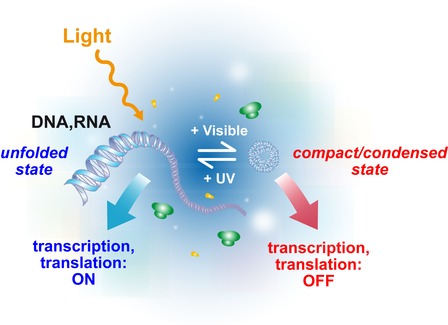 Light
DNA,RNA
unfolded
state
+ Visible
+ UV
compact/condensed
state
transcription,
translation:
ON
transcription,
translation:
OFF